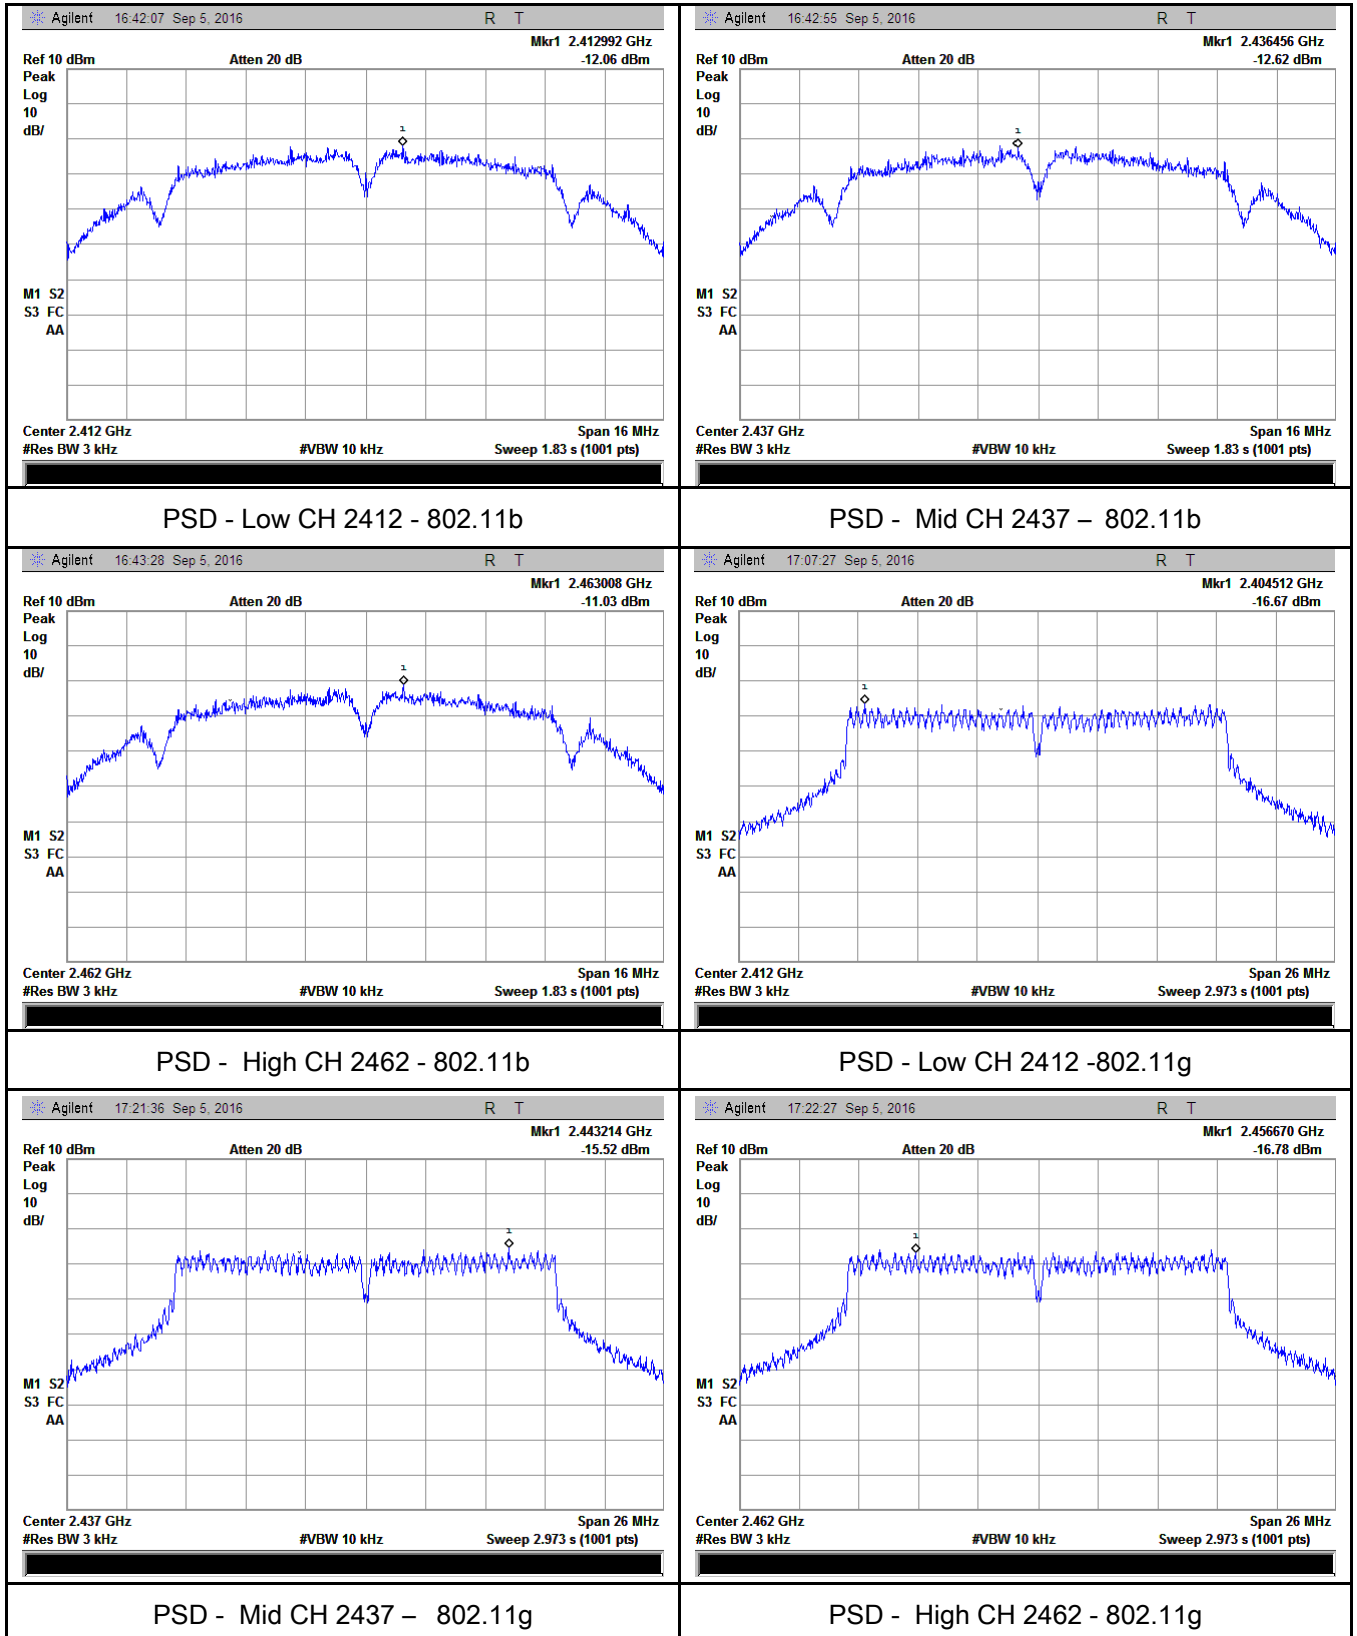 Agilent 16:42:07 Sep 5, 2016 R T
Mkr1 2.412992 GHz
Ref 10 dBm Atten 20 dB -12.06 dBm
Peak
Log
10
dB/
1
M1 S2
S3 FC
AA
Center 2.412 GHz Span 16 MHz
#Res BW 3 kHz #VBW 10 kHz Sweep 1.83 s (1001 pts)
PSD - Low CH 2412 - 802.11b
Agilent 16:42:55 Sep 5, 2016 R T
Mkr1 2.436456 GHz
Ref 10 dBm Atten 20 dB -12.62 dBm
Peak
Log
10
dB/
1
M1 S2
S3 FC
AA
Center 2.437 GHz Span 16 MHz
#Res BW 3 kHz #VBW 10 kHz Sweep 1.83 s (1001 pts)
PSD - Mid CH 2437 – 802.11b
Agilent 16:43:28 Sep 5, 2016 R T
Mkr1 2.463008 GHz
Ref 10 dBm Atten 20 dB -11.03 dBm
Peak
Log
10
dB/
1
M1 S2
S3 FC
AA
Center 2.462 GHz Span 16 MHz
#Res BW 3 kHz #VBW 10 kHz Sweep 1.83 s (1001 pts)
PSD - High CH 2462 - 802.11b
Agilent 17:07:27 Sep 5, 2016 R T
Mkr1 2.404512 GHz
Ref 10 dBm Atten 20 dB -16.67 dBm
Peak
Log
10
dB/
1
M1 S2
S3 FC
AA
Center 2.412 GHz Span 26 MHz
#Res BW 3 kHz #VBW 10 kHz Sweep 2.973 s (1001 pts)
PSD - Low CH 2412 -802.11g
Agilent 17:21:36 Sep 5, 2016 R T
Mkr1 2.443214 GHz
Ref 10 dBm Atten 20 dB -15.52 dBm
Peak
Log
10
dB/
1
M1 S2
S3 FC
AA
Center 2.437 GHz Span 26 MHz
#Res BW 3 kHz #VBW 10 kHz Sweep 2.973 s (1001 pts)
PSD - Mid CH 2437 – 802.11g
Agilent 17:22:27 Sep 5, 2016 R T
Mkr1 2.456670 GHz
Ref 10 dBm Atten 20 dB -16.78 dBm
Peak
Log
10
dB/
1
M1 S2
S3 FC
AA
Center 2.462 GHz Span 26 MHz
#Res BW 3 kHz #VBW 10 kHz Sweep 2.973 s (1001 pts)
PSD - High CH 2462 - 802.11g